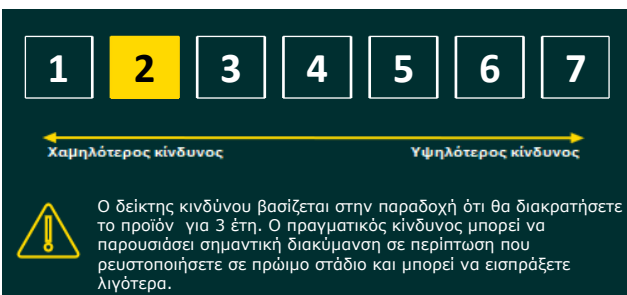 1 2 3 4 5 6 7
Χαμηλότερος κίνδυνος Υψηλότερος κίνδυνος
Ο δείκτης κινδύνου βασίζεται στην παραδοχή ότι θα διακρατήσετε
το προϊόν για 3 έτη. Ο πραγματικός κίνδυνος μπορεί να
παρουσιάσει σημαντική διακύμανση σε περίπτωση που
ρευστοποιήσετε σε πρώιμο στάδιο και μπορεί να εισπράξετε
λιγότερα.